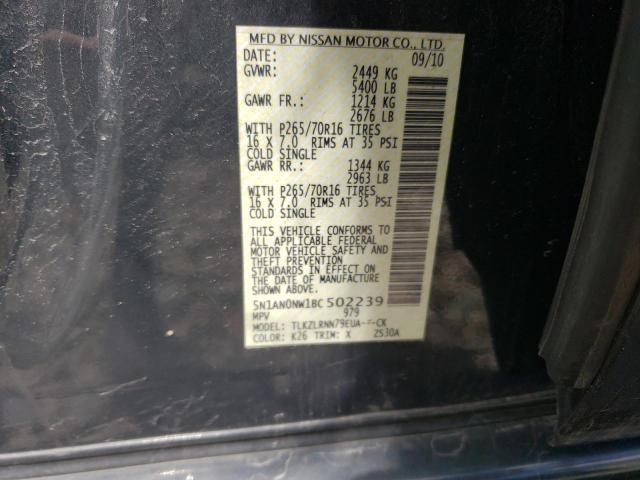 MFD BY NISSAN MOTOR CO., LTD.
DATE: 09/10
GVWR: 2449 KG
5400 LB
GAWR FR.: 1214 KG
2676 LB
WITH P265/70R16 TIRES
16 X 7.0 RIMS AT 35 PSI
COLD SINGLE
GAWR RR.: 1344 KG
2963 LB
WITH P265/70R16 TIRES
16 X 7.0 RIMS AT 35 PSI
COLD SINGLE
THIS VEHICLE CONFORMS TO
ALL APPLICABLE FEDERAL
MOTOR VEHICLE SAFETY AND
THEFT PREVENTION
STANDARDS IN EFFECT ON
THE DATE OF MANUFACTURE
SHOWN ABOVE.
5N1AN0NW1BC502239
MPV 979
MODEL: TLKZLRNN79EUA-F-CK
COLOR: K26 TRIM: X 2S30A